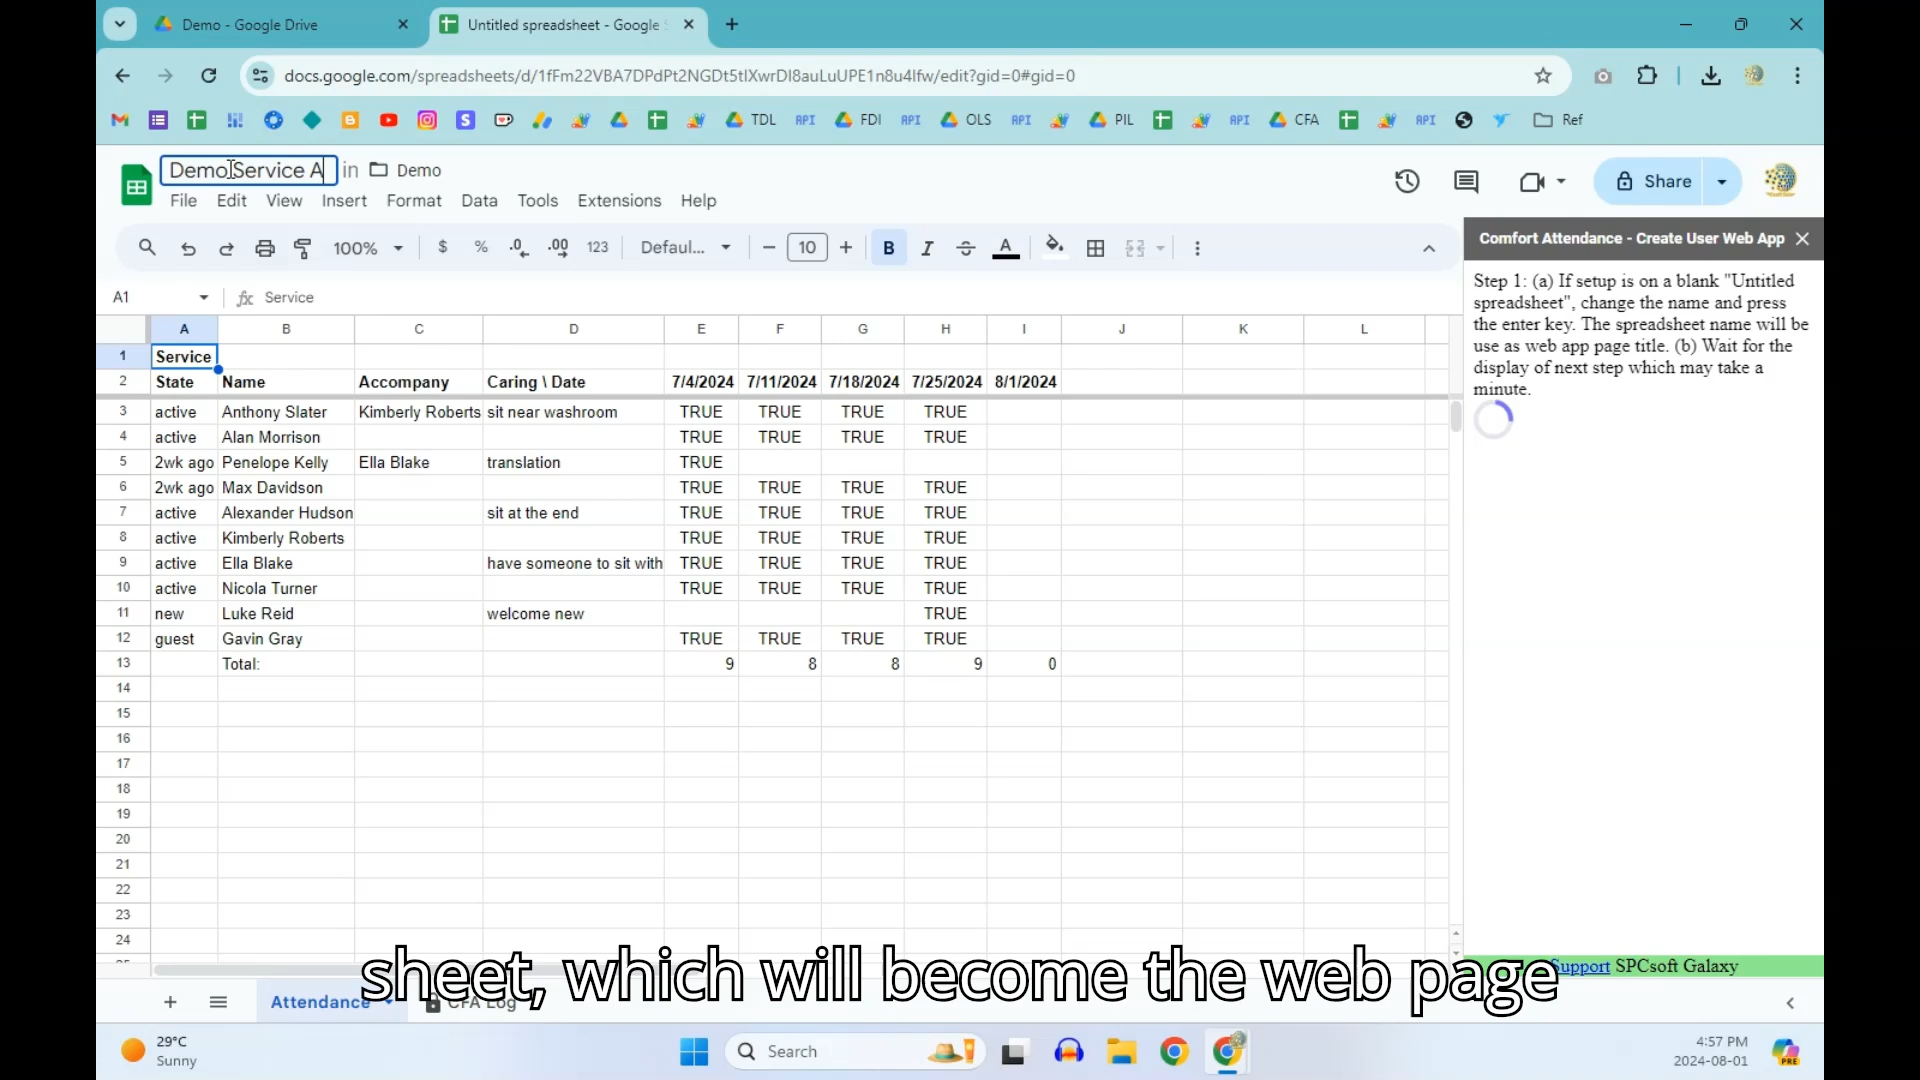 Demo - Google Drive
Untitled spreadsheet - Google S
docs.google.com/spreadsheets/d/1fFm22VBA7DPdPt2NGDt5tlXwrDI8auLuUPE1n8u4lfw/edit?gid=0#gid=0
TDL API FDI API OLS API PIL API CFA API Ref
Demo Service A in Demo
File Edit View Insert Format Data Tools Extensions Help
Share
100% $ % .0 .00 123 Defaul... 10 B I A
A1 fx Service
A B C D E F G H I J K L
1 Service
2 State Name Accompany Caring \ Date 7/4/2024 7/11/2024 7/18/2024 7/25/2024 8/1/2024
3 active Anthony Slater Kimberly Roberts sit near washroom TRUE TRUE TRUE TRUE
4 active Alan Morrison TRUE TRUE TRUE TRUE
5 2wk ago Penelope Kelly Ella Blake translation TRUE
6 2wk ago Max Davidson TRUE TRUE TRUE TRUE
7 active Alexander Hudson sit at the end TRUE TRUE TRUE TRUE
8 active Kimberly Roberts TRUE TRUE TRUE TRUE
9 active Ella Blake have someone to sit with TRUE TRUE TRUE TRUE
10 active Nicola Turner TRUE TRUE TRUE TRUE
11 new Luke Reid welcome new TRUE
12 guest Gavin Gray TRUE TRUE TRUE TRUE
13 Total: 9 8 8 9 0
14
15
16
17
18
19
20
21
22
23
24
Comfort Attendance - Create User Web App
Step 1: (a) If setup is on a blank "Untitled
spreadsheet", change the name and press
the enter key. The spreadsheet name will be
use as web app page title. (b) Wait for the
display of next step which may take a
minute.
Support SPCsoft Galaxy
sheet, which will become the web page
Attendance CFA Log
29°C
Sunny
Search
4:57 PM
2024-08-01
PRE